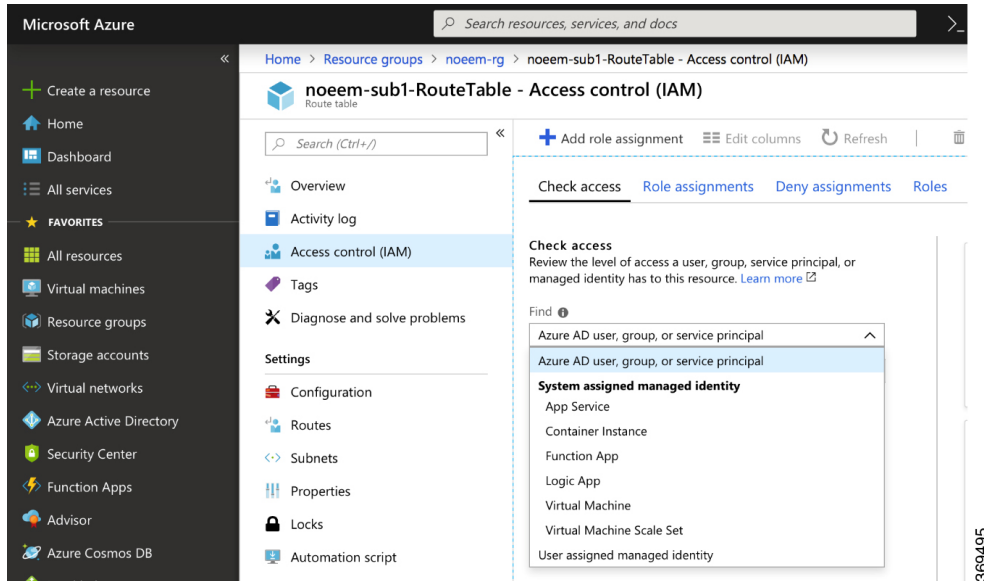 Microsoft Azure
Search resources, services, and docs
>_
«
Create a resource
Home
Dashboard
All services
FAVORITES
All resources
Virtual machines
Resource groups
Storage accounts
Virtual networks
Azure Active Directory
Security Center
Function Apps
Advisor
Azure Cosmos DB
Home > Resource groups > noeem-rg > noeem-sub1-RouteTable - Access control (IAM)
noeem-sub1-RouteTable - Access control (IAM)
Route table
Search (Ctrl+/)
«
Overview
Activity log
Access control (IAM)
Tags
Diagnose and solve problems
Settings
Configuration
Routes
Subnets
Properties
Locks
Automation script
Add role assignment Edit columns Refresh
Check access Role assignments Deny assignments Roles
Check access
Review the level of access a user, group, service principal, or
managed identity has to this resource. Learn more
Find
Azure AD user, group, or service principal
Azure AD user, group, or service principal
System assigned managed identity
App Service
Container Instance
Function App
Logic App
Virtual Machine
Virtual Machine Scale Set
User assigned managed identity
369495